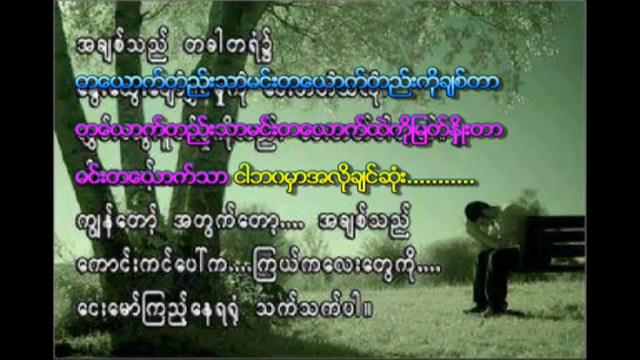 အချစ်သည် တခါတရံ၌
တယောက်တည်းသာမင်းတယောက်တည်းကိုချစ်တာ
တယောက်တည်းသာမင်းတယောက်ထဲကိုမြတ်နိုးတာ
မင်းတယောက်သာ ငါဘဝမှာအလိုချင်ဆုံး...........
ကျွန်တော့် အတွက်တော့.... အချစ်သည်
ကောင်းကင်ပေါ်က....ကြယ်ကလေးတွေကို....
ငေးမော်ကြည့်နေရရုံ သက်သက်ပါ။